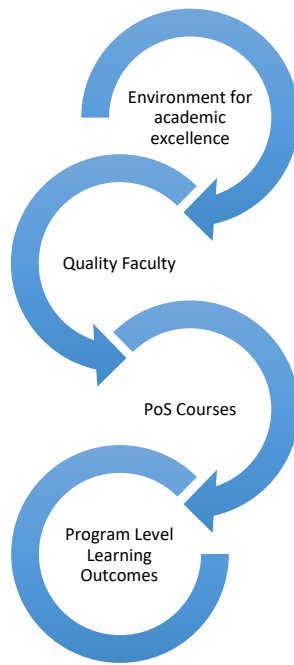 Environment for
academic
excellence
Quality Faculty
PoS Courses
Program Level
Learning
Outcomes